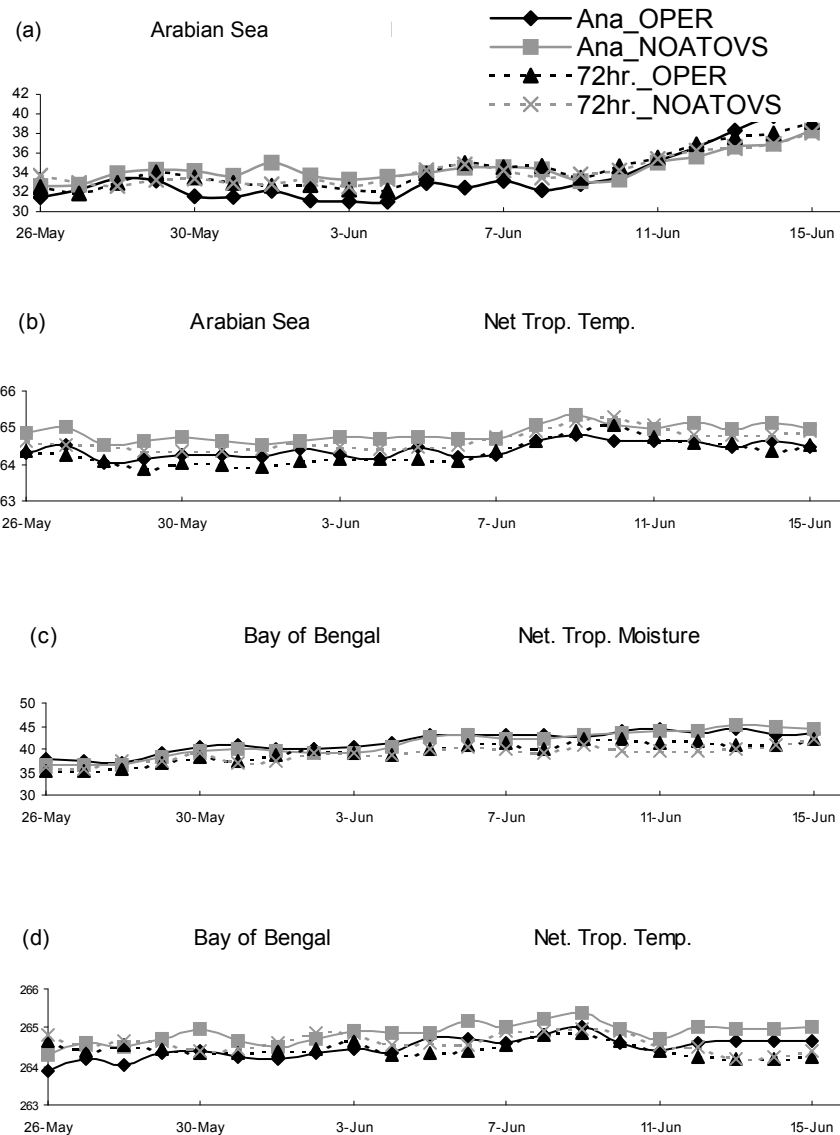 (a) Arabian Sea
Ana_OPER
Ana_NOATOVS
72hr._OPER
72hr._NOATOVS
42
40
38
36
34
32
30
26-May 30-May 3-Jun 7-Jun 11-Jun 15-Jun
(b) Arabian Sea Net Trop. Temp.
66
65
64
63
26-May 30-May 3-Jun 7-Jun 11-Jun 15-Jun
(c) Bay of Bengal Net. Trop. Moisture
50
45
40
35
30
26-May 30-May 3-Jun 7-Jun 11-Jun 15-Jun
(d) Bay of Bengal Net. Trop. Temp.
266
265
264
263
26-May 30-May 3-Jun 7-Jun 11-Jun 15-Jun